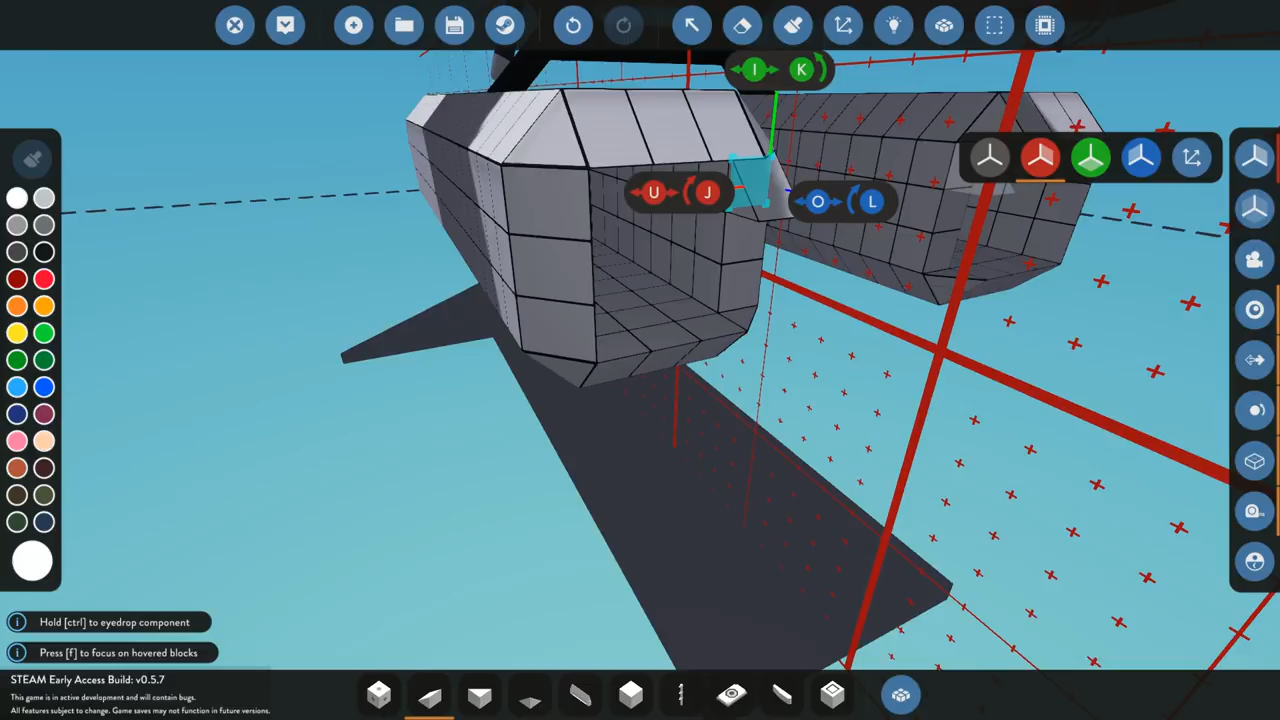 I K
U J
O L
Hold [ctrl] to eyedrop component
Press [f] to focus on hovered blocks
STEAM Early Access Build: v0.5.7
This game is in active development and will contain bugs.
All features subject to change. Game saves may not function in future versions.